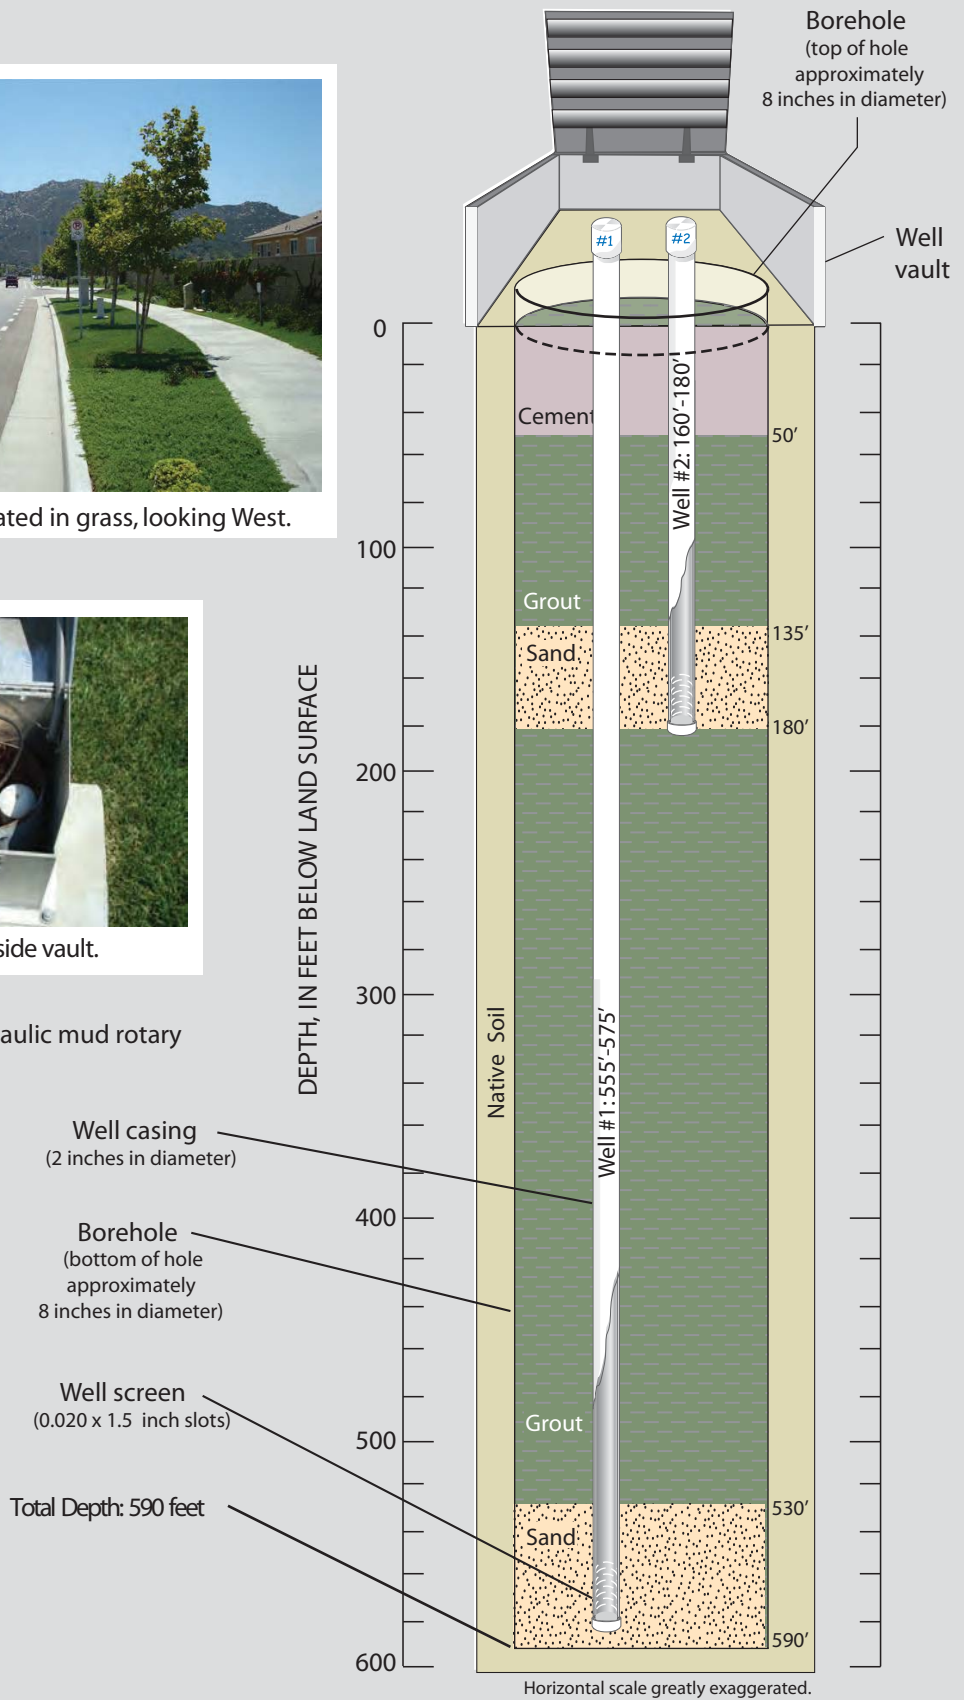 Borehole
(top of hole
approximately
8 inches in diameter)
#1
#2
Well
vault
ated in grass, looking West.
0
Cement
50'
Well #2: 160'-180'
100
Grout
135'
Sand
180'
side vault.
DEPTH, IN FEET BELOW LAND SURFACE
200
300
aulic mud rotary
Native Soil
Well #1: 555'-575'
Well casing
(2 inches in diameter)
400
Borehole
(bottom of hole
approximately
8 inches in diameter)
Well screen
(0.020 x 1.5 inch slots)
Grout
500
Total Depth: 590 feet
530'
Sand
590'
600
Horizontal scale greatly exaggerated.